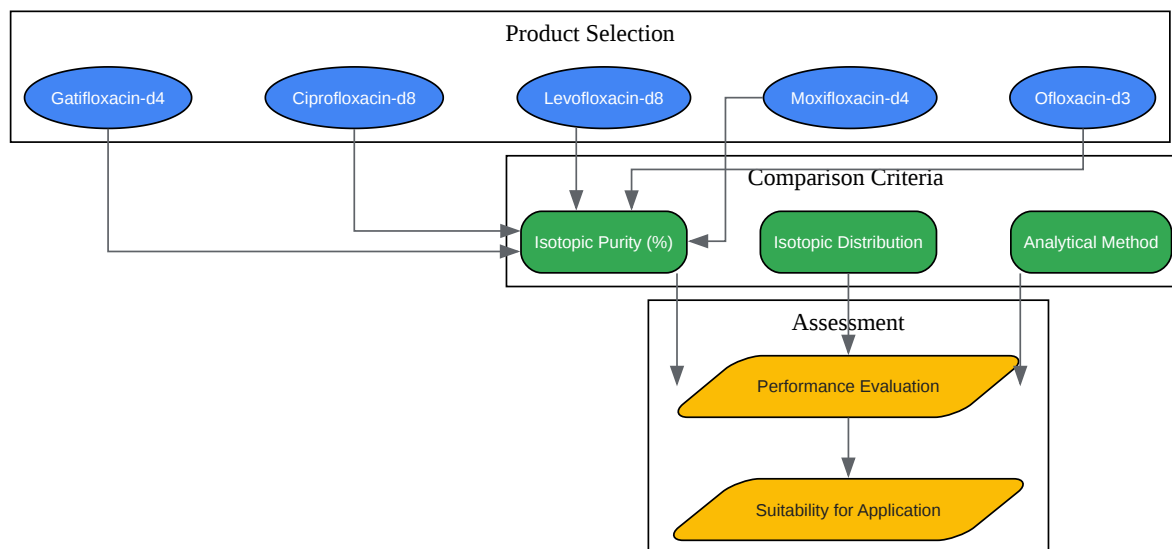 Product Selection
Gatifloxacin-d4
Ciprofloxacin-d8
Levofloxacin-d8
Moxifloxacin-d4
Ofloxacin-d3
Comparison Criteria
Isotopic Purity (%)
Isotopic Distribution
Analytical Method
Assessment
Performance Evaluation
Suitability for Application